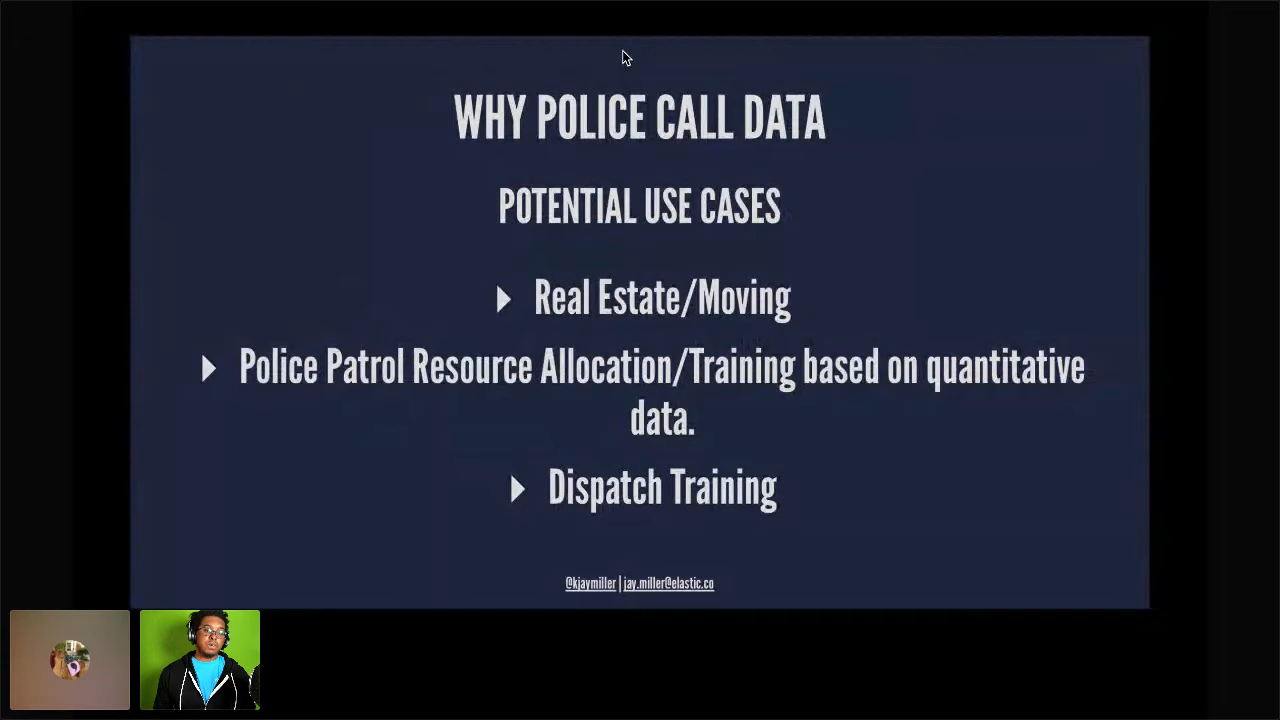 WHY POLICE CALL DATA
POTENTIAL USE CASES
Real Estate/Moving
Police Patrol Resource Allocation/Training based on quantitative
data.
Dispatch Training
@kjaymiller | jay.miller@elastic.co